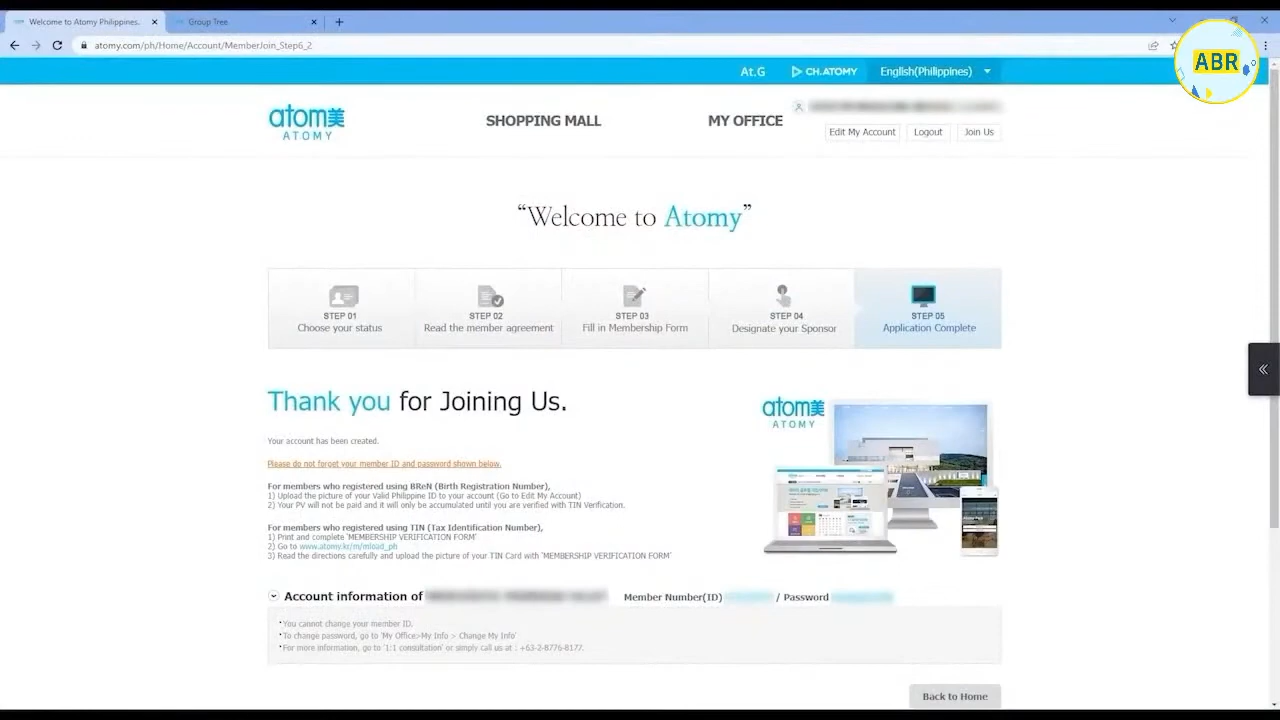 Welcome to Atomy Philippines.
Group Tree
atomy.com/ph/Home/Account/MemberJoin_Step6_2
ABR
At.G
CH.ATOMY
English(Philippines)
atom美
ATOMY
SHOPPING MALL
MY OFFICE
Edit My Account
Logout
Join Us
“Welcome to Atomy”
STEP 01
Choose your status
STEP 02
Read the member agreement
STEP 03
Fill in Membership Form
STEP 04
Designate your Sponsor
STEP 05
Application Complete
Thank you for Joining Us.
atom美
ATOMY
Your account has been created.
Please do not forget your member ID and password shown below.
For members who registered using BReN (Birth Registration Number),
1) Upload the picture of your Valid Philippine ID to your account (Go to Edit My Account)
2) Your PV will not be paid and it will only be accumulated until you are verified with TIN Verification.
For members who registered using TIN (Tax Identification Number),
1) Print and complete 'MEMBERSHIP VERIFICATION FORM'
2) Go to www.atomy.kr/m/mload_ph
3) Read the directions carefully and upload the picture of your TIN Card with 'MEMBERSHIP VERIFICATION FORM'
Account information of
Member Number(ID) / Password
•You cannot change your member ID.
•To change password, go to 'My Office>My Info > Change My Info'
•For more information, go to '1:1 consultation' or simply call us at : +63-2-8776-8177.
Back to Home